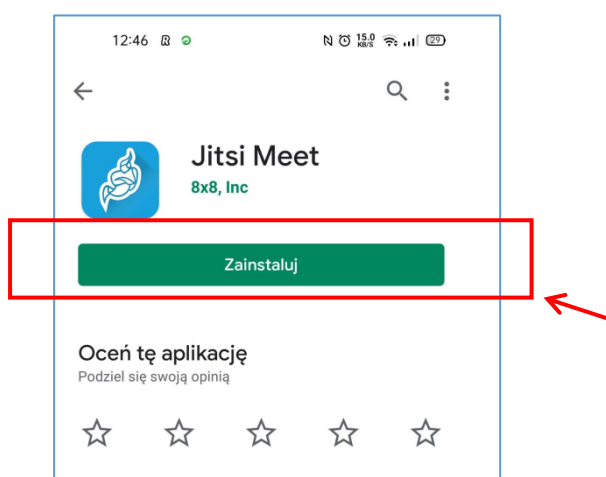 12:46 15.0 KB/S 29
Jitsi Meet
8x8, Inc
Zainstaluj
Oceń tę aplikację
Podziel się swoją opinią